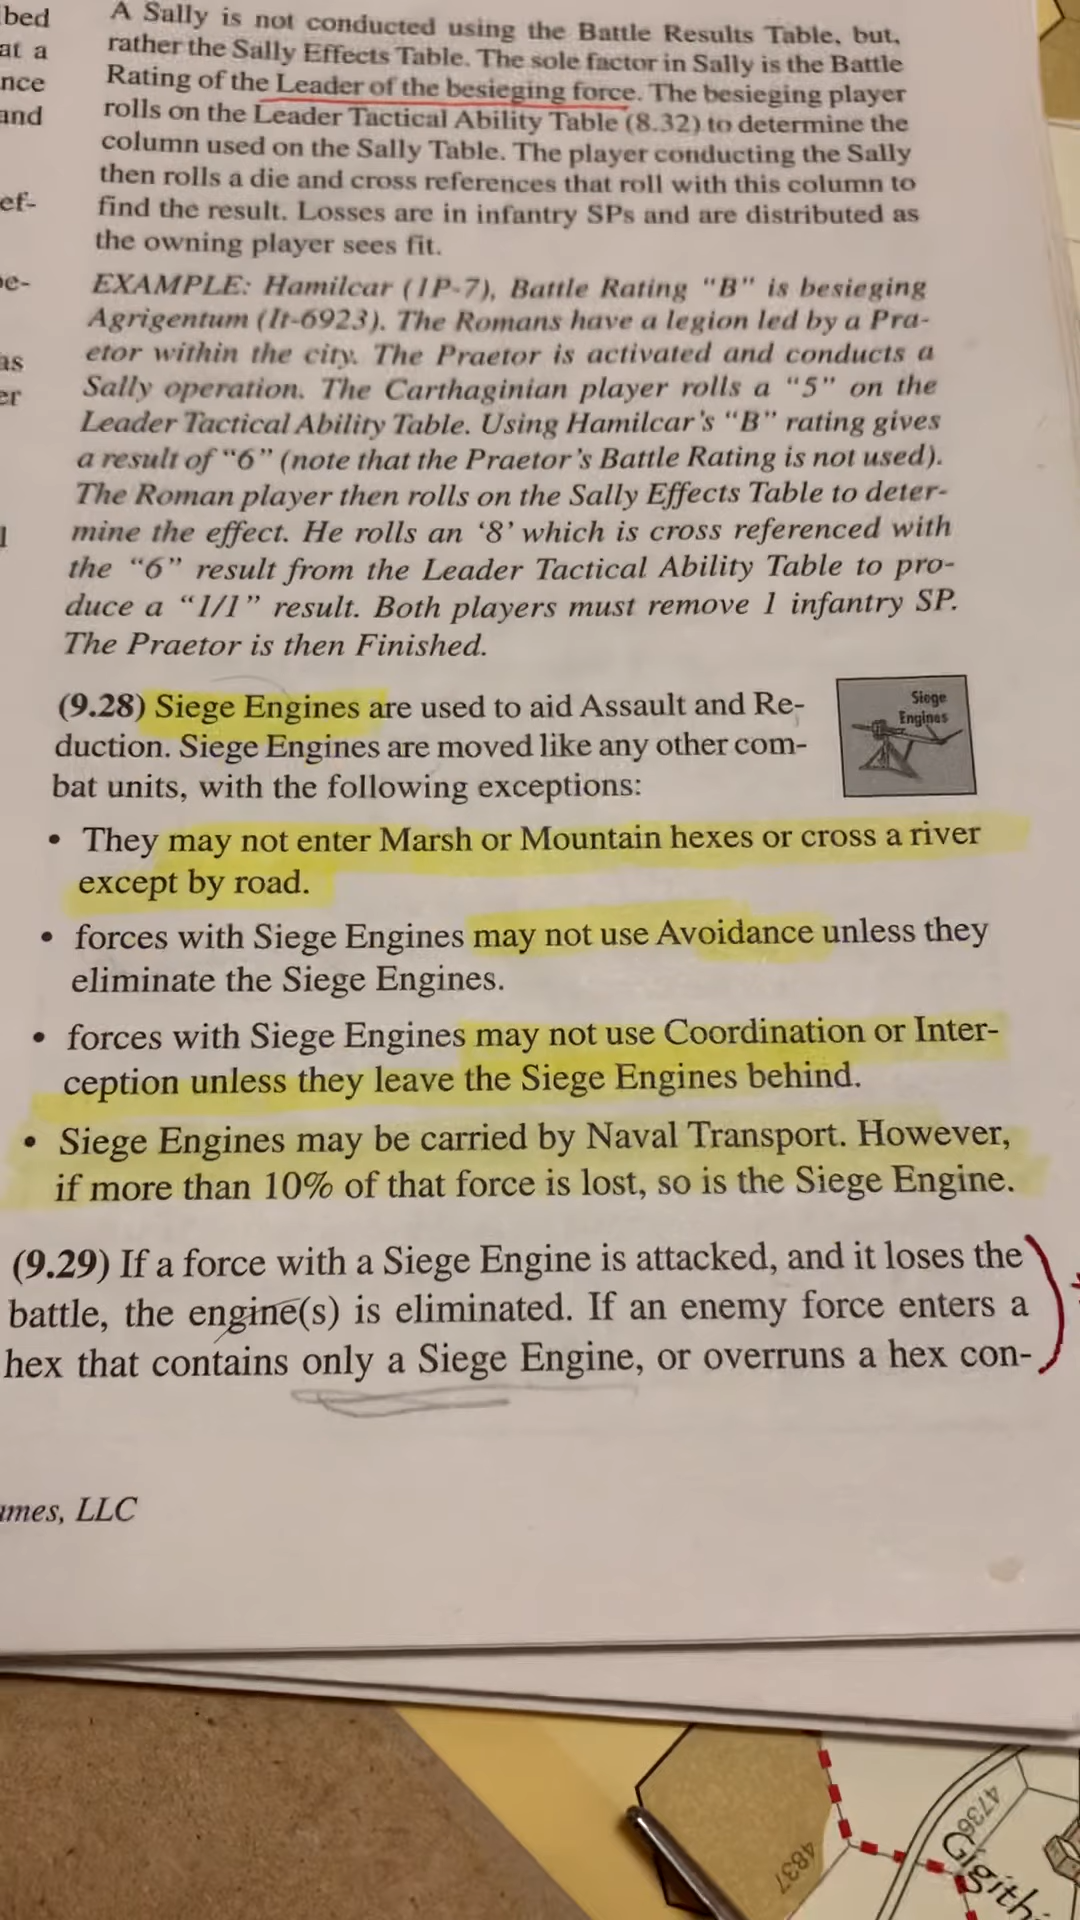 bed
at a
nce
and
ef-
e-
as
er
A Sally is not conducted using the Battle Results Table, but,
rather the Sally Effects Table. The sole factor in Sally is the Battle
Rating of the Leader of the besieging force. The besieging player
rolls on the Leader Tactical Ability Table (8.32) to determine the
column used on the Sally Table. The player conducting the Sally
then rolls a die and cross references that roll with this column to
find the result. Losses are in infantry SPs and are distributed as
the owning player sees fit.
EXAMPLE: Hamilcar (1P-7), Battle Rating "B" is besieging
Agrigentum (It-6923). The Romans have a legion led by a Pra-
etor within the city. The Praetor is activated and conducts a
Sally operation. The Carthaginian player rolls a "5" on the
Leader Tactical Ability Table. Using Hamilcar's "B" rating gives
a result of "6" (note that the Praetor's Battle Rating is not used).
The Roman player then rolls on the Sally Effects Table to deter-
mine the effect. He rolls an '8' which is cross referenced with
the "6" result from the Leader Tactical Ability Table to pro-
duce a "1/1" result. Both players must remove 1 infantry SP.
The Praetor is then Finished.
(9.28) Siege Engines are used to aid Assault and Re-
duction. Siege Engines are moved like any other com-
bat units, with the following exceptions:
Siege
Engines
• They may not enter Marsh or Mountain hexes or cross a river
except by road.
• forces with Siege Engines may not use Avoidance unless they
eliminate the Siege Engines.
• forces with Siege Engines may not use Coordination or Inter-
ception unless they leave the Siege Engines behind.
• Siege Engines may be carried by Naval Transport. However,
if more than 10% of that force is lost, so is the Siege Engine.
(9.29) If a force with a Siege Engine is attacked, and it loses the
battle, the engine(s) is eliminated. If an enemy force enters a
hex that contains only a Siege Engine, or overruns a hex con-
ames, LLC
4736
4837
Gigith